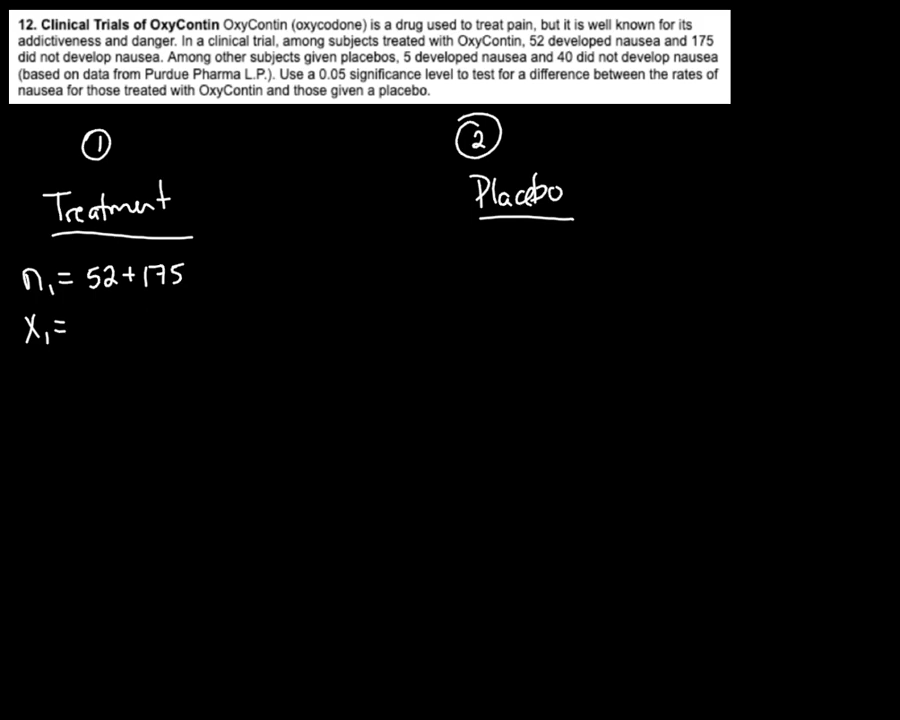 12. Clinical Trials of OxyContin OxyContin (oxycodone) is a drug used to treat pain, but it is well known for its
addictiveness and danger. In a clinical trial, among subjects treated with OxyContin, 52 developed nausea and 175
did not develop nausea. Among other subjects given placebos, 5 developed nausea and 40 did not develop nausea
(based on data from Purdue Pharma L.P.). Use a 0.05 significance level to test for a difference between the rates of
nausea for those treated with OxyContin and those given a placebo.
①
②
Treatment
Placebo
n₁ = 52+175
X₁ =